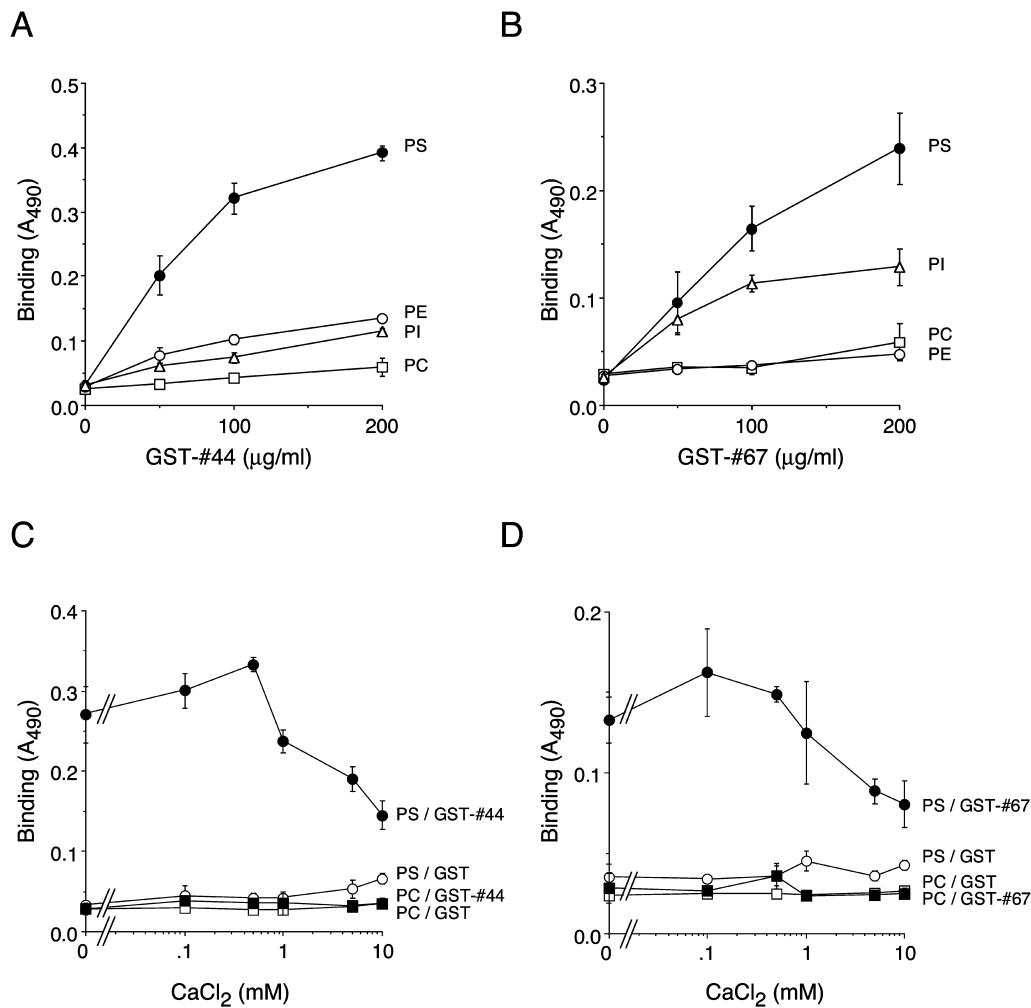 A
B
0.5
0.4
0.3
0.2
0.1
0.0
Binding (A490)
PS
PE
PI
PC
0
100
200
GST-#44 (μg/ml)
0.3
0.2
0.1
0.0
Binding (A490)
PS
PI
PC
PE
0
100
200
GST-#67 (μg/ml)
C
D
0.4
0.3
0.2
0.1
0.0
Binding (A490)
PS / GST-#44
PS / GST
PC / GST-#44
PC / GST
0
.1
1
10
CaCl2 (mM)
0.2
0.1
0.0
Binding (A490)
PS / GST-#67
PS / GST
PC / GST
PC / GST-#67
0
.1
1
10
CaCl2 (mM)